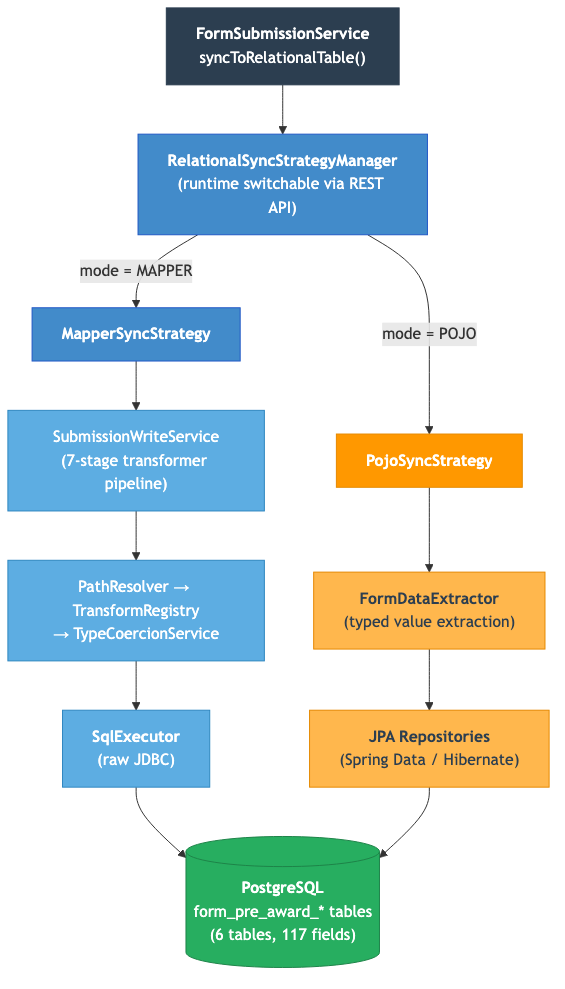 FormSubmissionService
syncToRelationalTable()
RelationalSyncStrategyManager
(runtime switchable via REST
API)
mode = MAPPER
mode = POJO
MapperSyncStrategy
SubmissionWriteService
(7-stage transformer
pipeline)
PojoSyncStrategy
PathResolver →
TransformRegistry
→ TypeCoercionService
FormDataExtractor
(typed value extraction)
SqlExecutor
(raw JDBC)
JPA Repositories
(Spring Data / Hibernate)
PostgreSQL
form_pre_award_* tables
(6 tables, 117 fields)